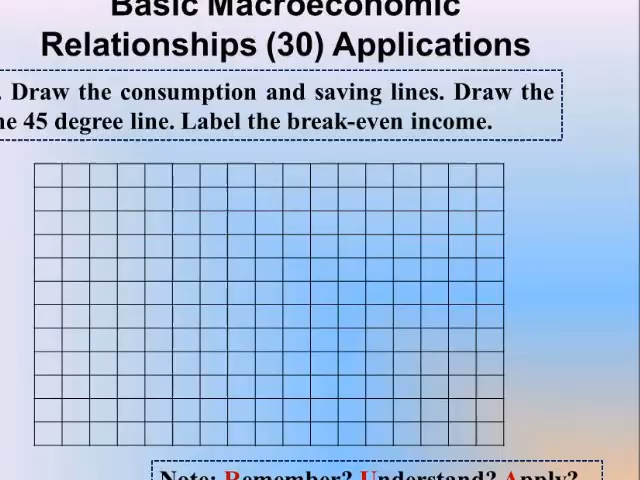 Basic Macroeconomic
Relationships (30) Applications
. Draw the consumption and saving lines. Draw the
he 45 degree line. Label the break-even income.
Note: Remember? Understand? Apply?